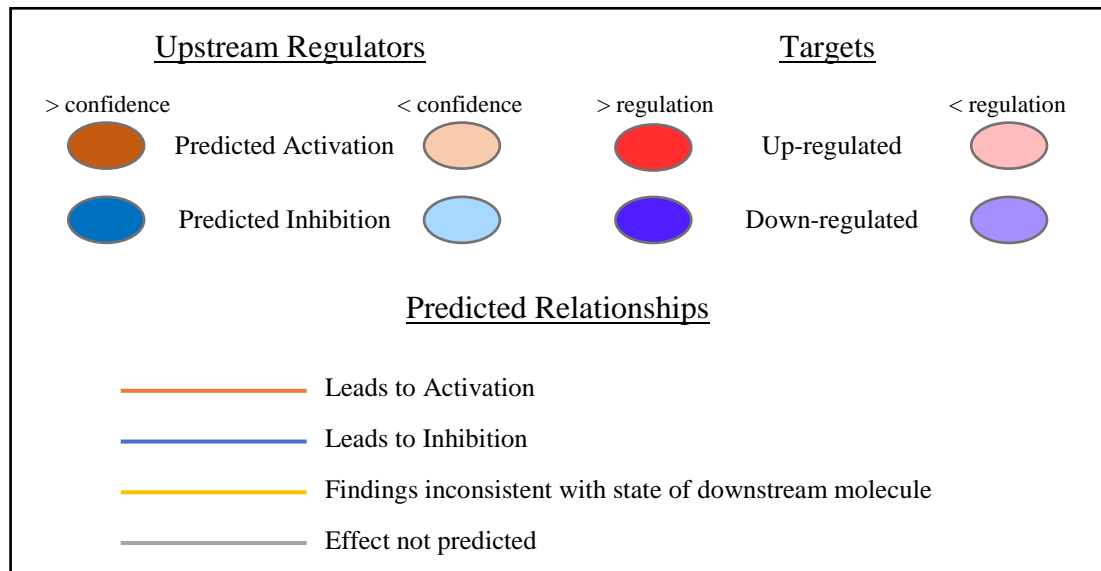 Upstream Regulators
Targets
> confidence
< confidence
> regulation
< regulation
Predicted Activation
Up-regulated
Predicted Inhibition
Down-regulated
Predicted Relationships
Leads to Activation
Leads to Inhibition
Findings inconsistent with state of downstream molecule
Effect not predicted